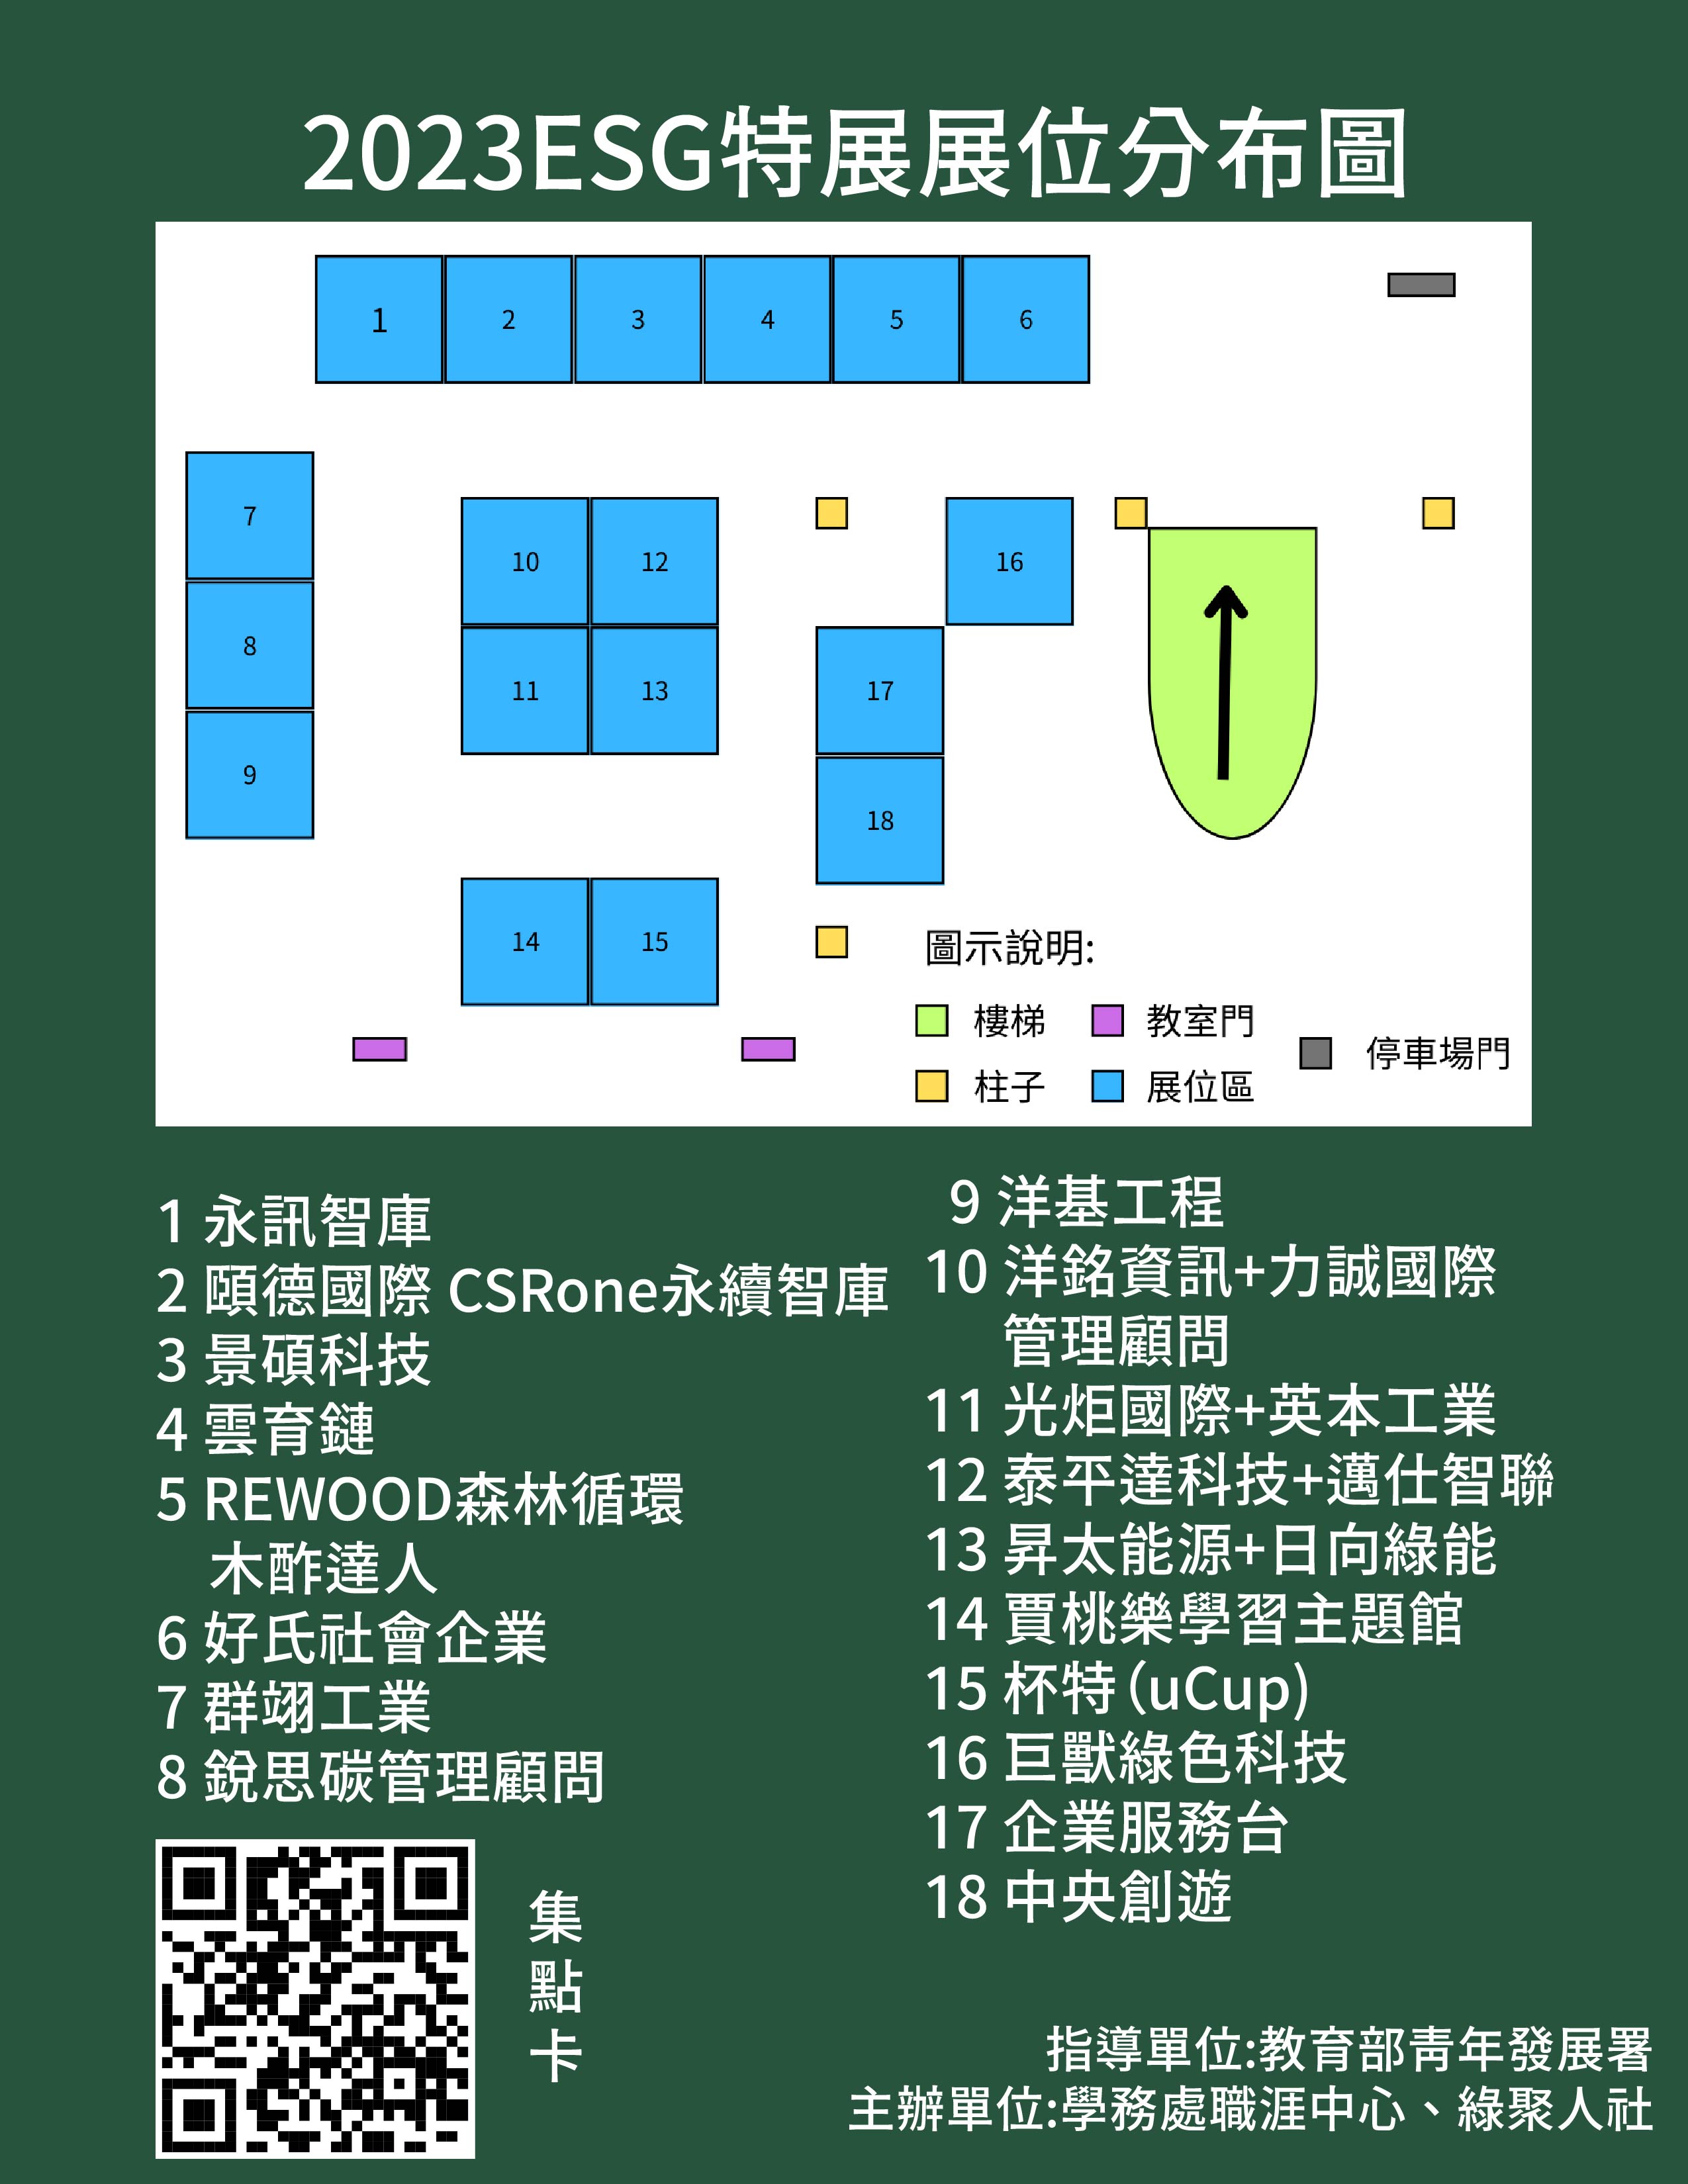 2023ESG特展展位分布圖
1 2 3 4 5 6
7
10 12 16
8
11 13 17
9
18
14 15
圖示說明:
樓梯 教室門
停車場門
柱子 展位區
1 永訊智庫
2 頤德國際 CSRone永續智庫
3 景碩科技
4 雲育鏈
5 REWOOD森林循環
木酢達人
6 好氏社會企業
7 群翊工業
8 銳思碳管理顧問
9 洋基工程
10 洋銘資訊+力誠國際
管理顧問
11 光炬國際+英本工業
12 泰平達科技+邁仕智聯
13 昇太能源+日向綠能
14 賈桃樂學習主題館
15 杯特(uCup)
16 巨獸綠色科技
17 企業服務台
18 中央創遊
集點卡
指導單位:教育部青年發展署
主辦單位:學務處職涯中心、綠聚人社